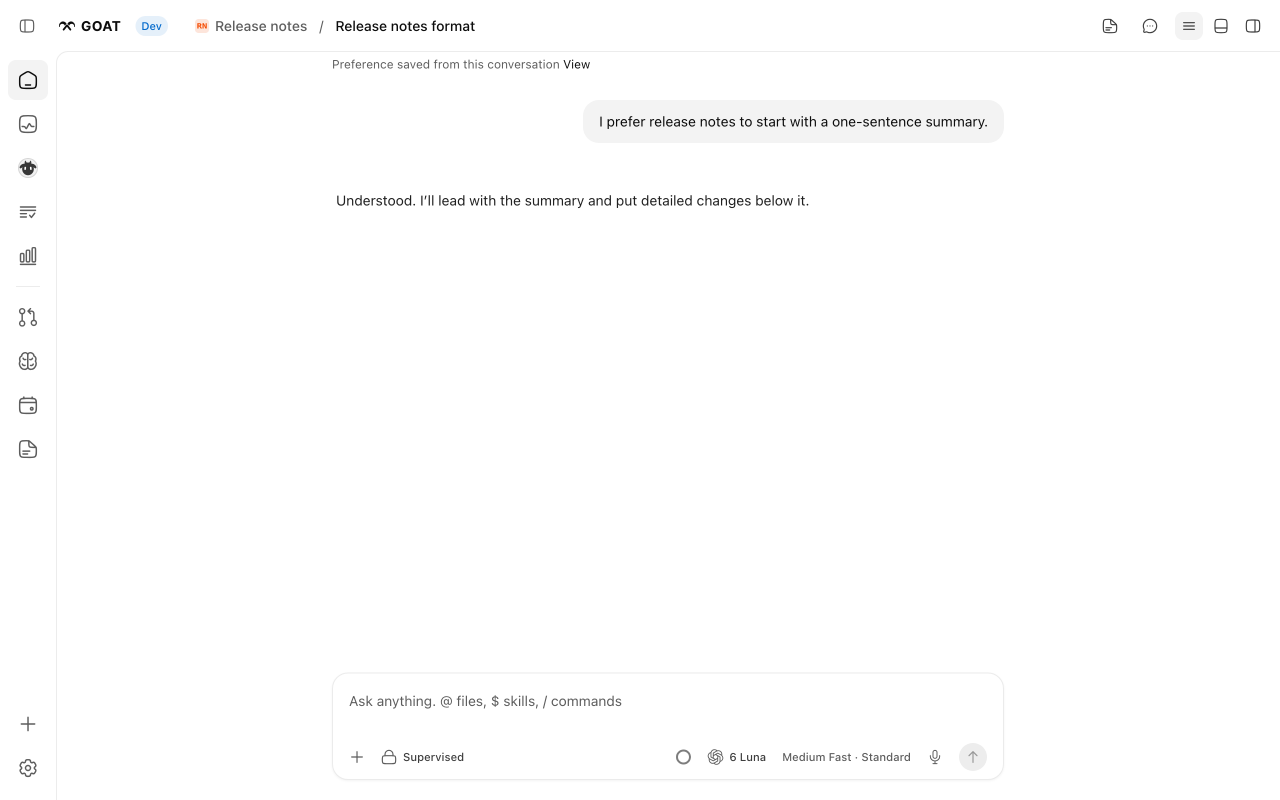 GOAT
Dev
RN Release notes / Release notes format
Preference saved from this conversation View
I prefer release notes to start with a one-sentence summary.
Understood. I’ll lead with the summary and put detailed changes below it.
Ask anything. @ files, $ skills, / commands
Supervised
6 Luna
Medium Fast · Standard